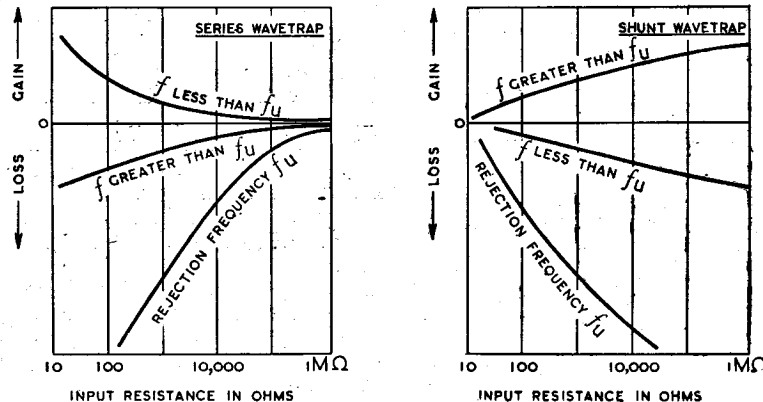 SERIES WAVETRAP
GAIN
0
LOSS
f LESS THAN fu
f GREATER THAN fu
REJECTION FREQUENCY fu
10 100 10,000 1MΩ
INPUT RESISTANCE IN OHMS
SHUNT WAVETRAP
GAIN
0
LOSS
f GREATER THAN fu
f LESS THAN fu
REJECTION FREQUENCY fu
10 100 10,000 1MΩ
INPUT RESISTANCE IN OHMS